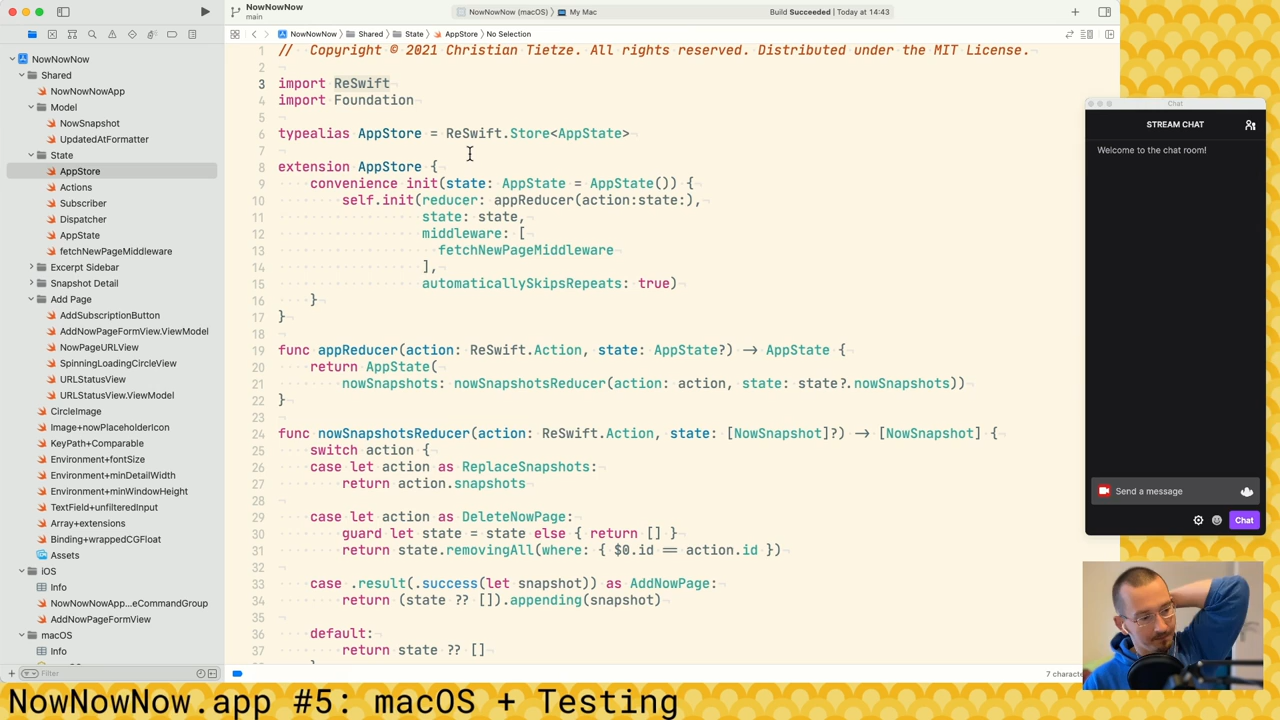 NowNowNow
main
NowNowNow (macOS) 〉 My Mac
Build Succeeded | Today at 14:43
NowNowNow 〉 Shared 〉 State 〉 AppStore 〉 No Selection
NowNowNow
Shared
NowNowNowApp
Model
NowSnapshot
UpdatedAtFormatter
State
AppStore
Actions
Subscriber
Dispatcher
AppState
fetchNewPageMiddleware
Excerpt Sidebar
Snapshot Detail
Add Page
AddSubscriptionButton
AddNowPageFormView.ViewModel
NowPageURLView
SpinningLoadingCircleView
URLStatusView
URLStatusView.ViewModel
CircleImage
Image+nowPlaceholderIcon
KeyPath+Comparable
Environment+fontSize
Environment+minDetailWidth
Environment+minWindowHeight
TextField+unfilteredInput
Array+extensions
Binding+wrappedCGFloat
Assets
iOS
Info
NowNowNowApp...eCommandGroup
AddNowPageFormView
macOS
Info
Filter
1 // Copyright © 2021 Christian Tietze. All rights reserved. Distributed under the MIT License.
2
3 import ReSwift
4 import Foundation
5
6 typealias AppStore = ReSwift.Store<AppState>
7
8 extension AppStore {
9 convenience init(state: AppState = AppState()) {
10 self.init(reducer: appReducer(action:state:),
11 state: state,
12 middleware: [
13 fetchNewPageMiddleware
14 ],
15 automaticallySkipsRepeats: true)
16 }
17 }
18
19 func appReducer(action: ReSwift.Action, state: AppState?) -> AppState {
20 return AppState(
21 nowSnapshots: nowSnapshotsReducer(action: action, state: state?.nowSnapshots))
22 }
23
24 func nowSnapshotsReducer(action: ReSwift.Action, state: [NowSnapshot]?) -> [NowSnapshot] {
25 switch action {
26 case let action as ReplaceSnapshots:
27 return action.snapshots
28
29 case let action as DeleteNowPage:
30 guard let state = state else { return [] }
31 return state.removingAll(where: { $0.id == action.id })
32
33 case .result(.success(let snapshot)) as AddNowPage:
34 return (state ?? []).appending(snapshot)
35
36 default:
37 return state ?? []
7 characte
Chat
STREAM CHAT
Welcome to the chat room!
Send a message
Chat
NowNowNow.app #5: macOS + Testing